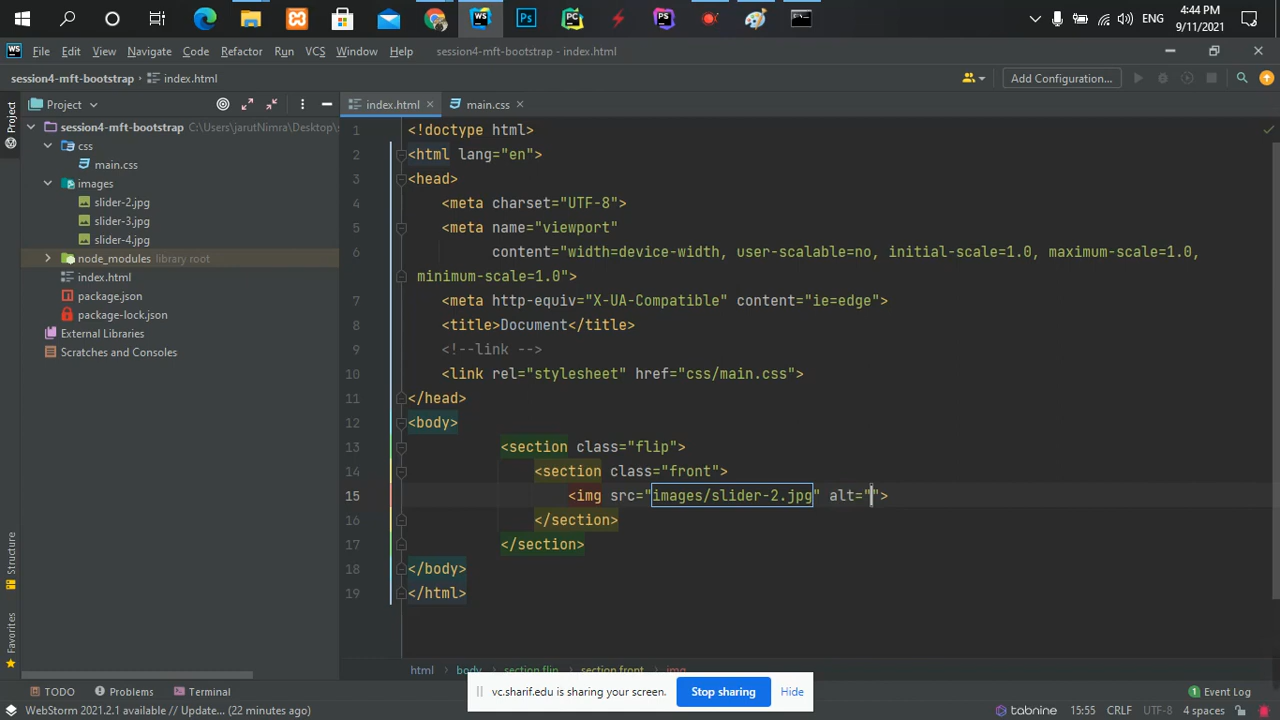 4:44 PM
ENG
9/11/2021
WS
Ps
PC
PS
WS
File Edit View Navigate Code Refactor Run VCS Window Help
session4-mft-bootstrap - index.html
session4-mft-bootstrap
index.html
Add Configuration...
Project
Project
index.html
main.css
session4-mft-bootstrap C:\Users\jarutNimra\Desktop\s
css
main.css
images
slider-2.jpg
slider-3.jpg
slider-4.jpg
node_modules library root
index.html
package.json
package-lock.json
External Libraries
Scratches and Consoles
Structure
Favorites
1 <!doctype html>
2 <html lang="en">
3 <head>
4 <meta charset="UTF-8">
5 <meta name="viewport"
6 content="width=device-width, user-scalable=no, initial-scale=1.0, maximum-scale=1.0,
minimum-scale=1.0">
7 <meta http-equiv="X-UA-Compatible" content="ie=edge">
8 <title>Document</title>
9 <!--link -->
10 <link rel="stylesheet" href="css/main.css">
11 </head>
12 <body>
13 <section class="flip">
14 <section class="front">
15 <img src="images/slider-2.jpg" alt="">
16 </section>
17 </section>
18 </body>
19 </html>
html body section.flip section.front img
vc.sharif.edu is sharing your screen. Stop sharing Hide
TODO Problems Terminal
Event Log
WebStorm 2021.2.1 available // Update... (22 minutes ago)
tabnine 15:55 CRLF UTF-8 4 spaces